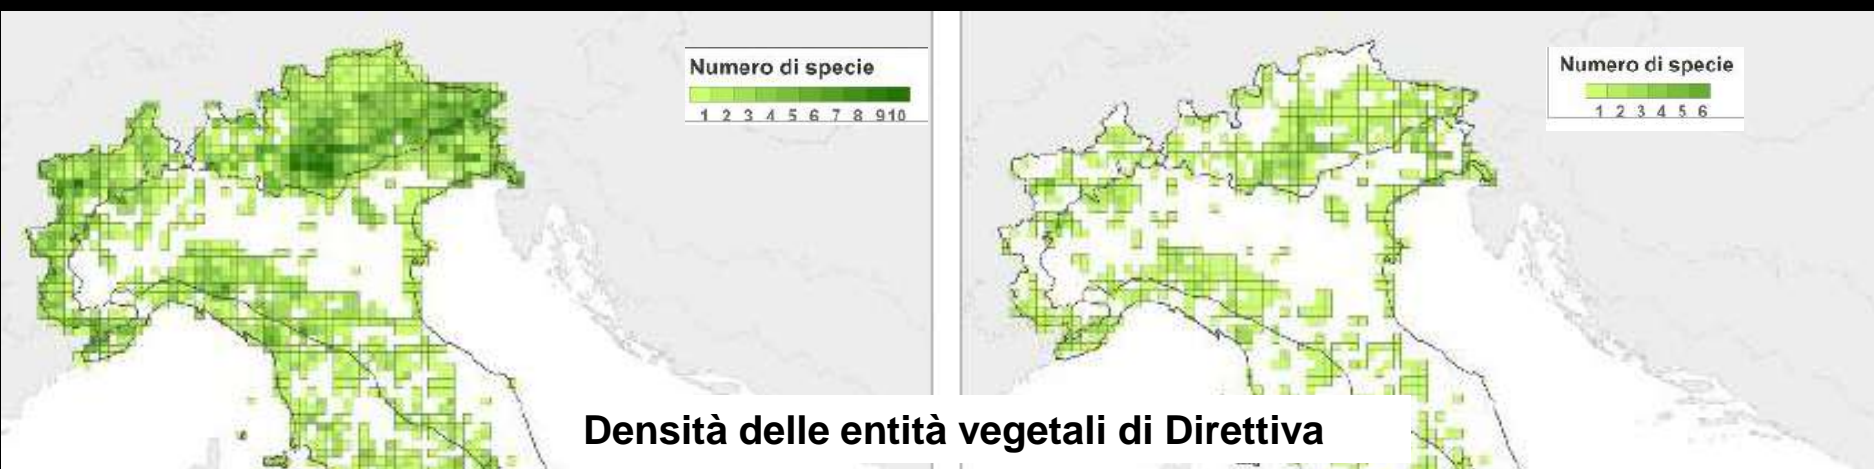 Numero di specie
1 2 3 4 5 6 7 8 9 10
Numero di specie
1 2 3 4 5 6
Densità delle entità vegetali di Direttiva